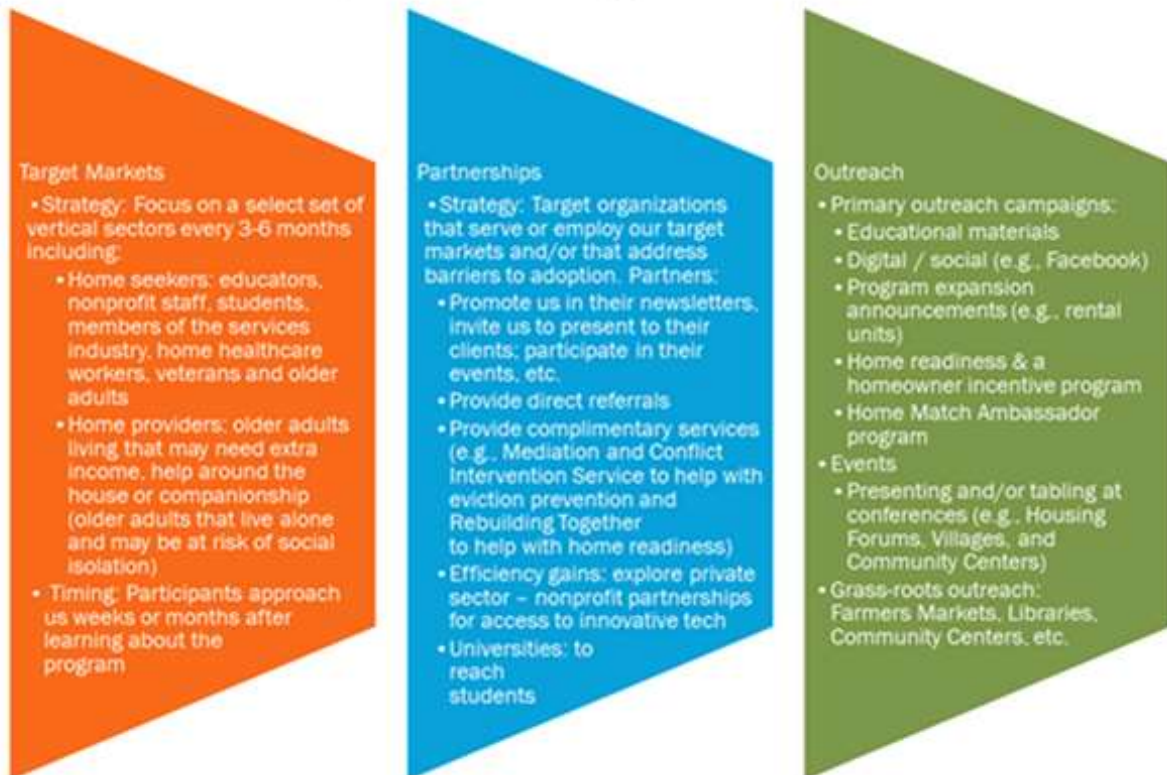 Target Markets
•Strategy: Focus on a select set of
vertical sectors every 3-6 months
including:
•Home seekers: educators,
nonprofit staff, students,
members of the services
industry, home healthcare
workers, veterans and older
adults
•Home providers: older adults
living that may need extra
income, help around the
house or companionship
(older adults that live alone
and may be at risk of social
isolation)
• Timing: Participants approach
us weeks or months after
learning about the
program
Partnerships
•Strategy: Target organizations
that serve or employ our target
markets and/or that address
barriers to adoption. Partners:
•Promote us in their newsletters,
invite us to present to their
clients; participate in their
events, etc.
•Provide direct referrals
•Provide complimentary services
(e.g., Mediation and Conflict
Intervention Service to help with
eviction prevention and
Rebuilding Together
to help with home readiness)
•Efficiency gains: explore private
sector – nonprofit partnerships
for access to innovative tech
•Universities: to
reach
students
Outreach
•Primary outreach campaigns:
•Educational materials
•Digital / social (e.g., Facebook)
•Program expansion
announcements (e.g., rental
units)
•Home readiness & a
homeowner incentive program
•Home Match Ambassador
program
•Events
•Presenting and/or tabling at
conferences (e.g., Housing
Forums, Villages, and
Community Centers)
•Grass-roots outreach:
Farmers Markets, Libraries,
Community Centers, etc.